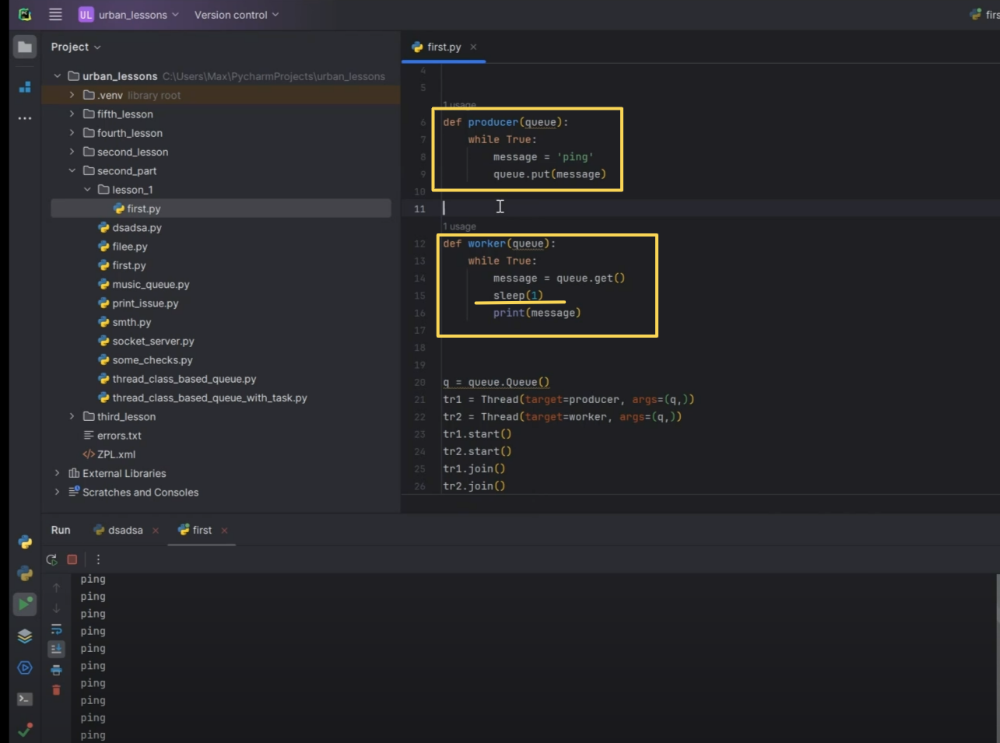 UL urban_lessons Version control
Project
urban_lessons C:\Users\Max\PycharmProjects\urban_lessons
.venv library root
fifth_lesson
fourth_lesson
second_lesson
second_part
lesson_1
first.py
dsadsa.py
filee.py
first.py
music_queue.py
print_issue.py
smth.py
socket_server.py
some_checks.py
thread_class_based_queue.py
thread_class_based_queue_with_task.py
third_lesson
errors.txt
ZPL.xml
External Libraries
Scratches and Consoles
first.py
4
5
1 usage
6 def producer(queue):
7 while True:
8 message = 'ping'
9 queue.put(message)
10
11
1 usage
12 def worker(queue):
13 while True:
14 message = queue.get()
15 sleep(1)
16 print(message)
17
18
19
20 q = queue.Queue()
21 tr1 = Thread(target=producer, args=(q,))
22 tr2 = Thread(target=worker, args=(q,))
23 tr1.start()
24 tr2.start()
25 tr1.join()
26 tr2.join()
Run dsadsa first
ping
ping
ping
ping
ping
ping
ping
ping
ping
ping